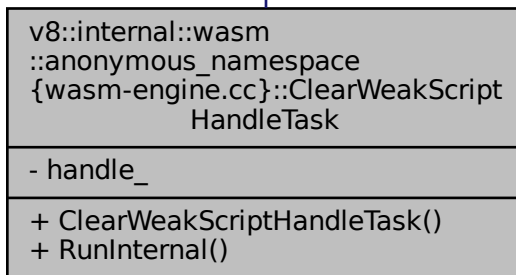 v8::internal::wasm
::anonymous_namespace
{wasm-engine.cc}::ClearWeakScript
HandleTask
- handle_
+ ClearWeakScriptHandleTask()
+ RunInternal()